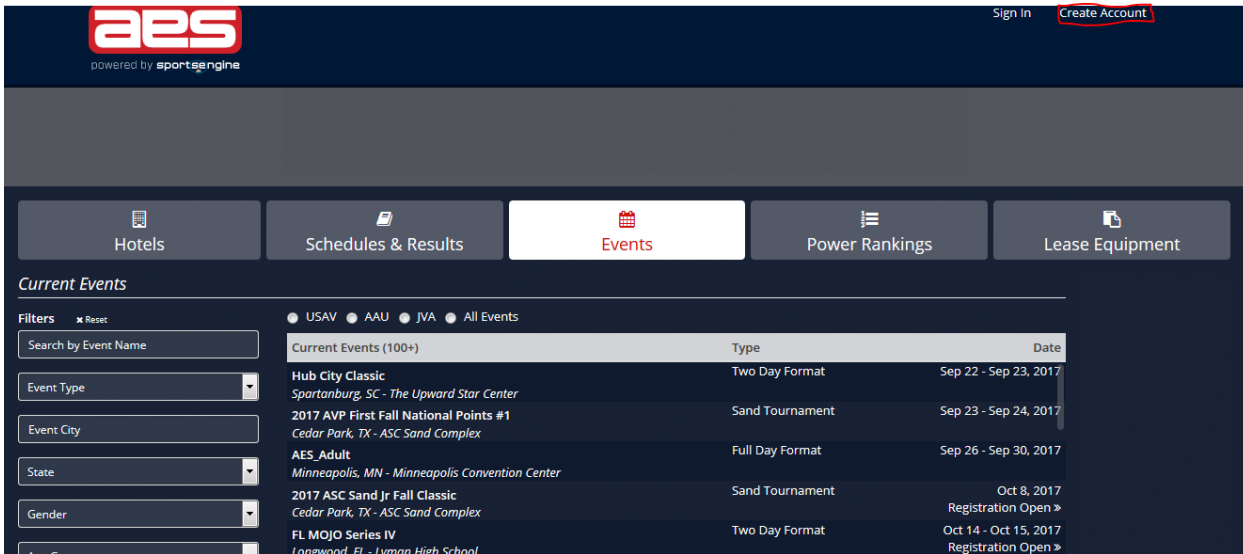 aes
powered by sportsengine
Sign In Create Account
Hotels
Schedules & Results
Events
Power Rankings
Lease Equipment
Current Events
Filters × Reset
USAV AAU JVA All Events
Search by Event Name
Event Type
Event City
State
Gender
Current Events (100+) Type Date
Hub City Classic Two Day Format Sep 22 - Sep 23, 2017
Spartanburg, SC - The Upward Star Center
2017 AVP First Fall National Points #1 Sand Tournament Sep 23 - Sep 24, 2017
Cedar Park, TX - ASC Sand Complex
AES_Adult Full Day Format Sep 26 - Sep 30, 2017
Minneapolis, MN - Minneapolis Convention Center
2017 ASC Sand Jr Fall Classic Sand Tournament Oct 8, 2017
Cedar Park, TX - ASC Sand Complex Registration Open »
FL MOJO Series IV Two Day Format Oct 14 - Oct 15, 2017
Longwood, FL - Lyman High School Registration Open »